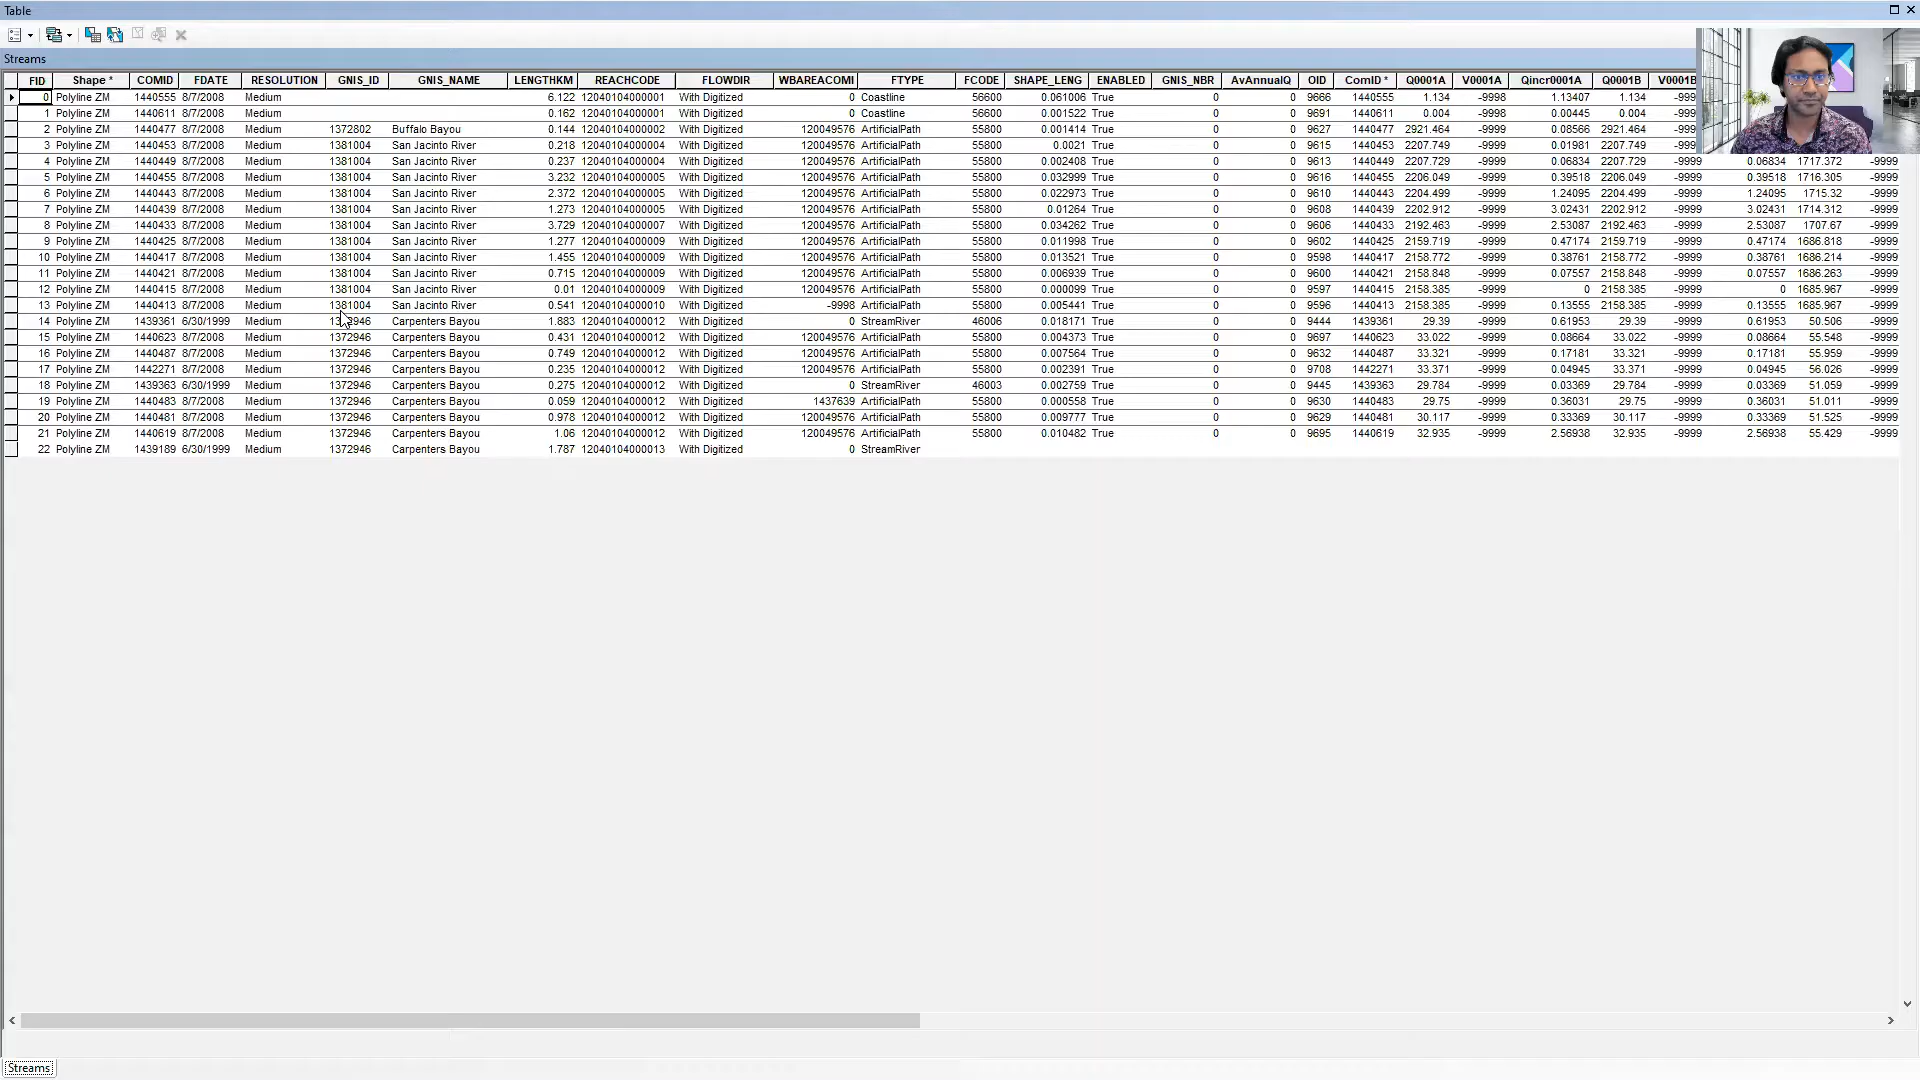 Table
Streams
FID Shape * COMID FDATE RESOLUTION GNIS_ID GNIS_NAME LENGTHKM REACHCODE FLOWDIR WBAREACOMI FTYPE FCODE SHAPE_LENG ENABLED GNIS_NBR AvAnnualQ OID ComID * Q0001A V0001A Qincr0001A Q0001B V0001B
0 Polyline ZM 1440555 8/7/2008 Medium 6.122 12040104000001 With Digitized 0 Coastline 56600 0.061006 True 0 0 9666 1440555 1.134 -9998 1.13407 1.134 -999
1 Polyline ZM 1440611 8/7/2008 Medium 0.162 12040104000001 With Digitized 0 Coastline 56600 0.001522 True 0 0 9691 1440611 0.004 -9998 0.00445 0.004 -999
2 Polyline ZM 1440477 8/7/2008 Medium 1372802 Buffalo Bayou 0.144 12040104000002 With Digitized 120049576 ArtificialPath 55800 0.001414 True 0 0 9627 1440477 2921.464 -9999 0.08566 2921.464 -999
3 Polyline ZM 1440453 8/7/2008 Medium 1381004 San Jacinto River 0.218 12040104000004 With Digitized 120049576 ArtificialPath 55800 0.0021 True 0 0 9615 1440453 2207.749 -9999 0.01981 2207.749 -999
4 Polyline ZM 1440449 8/7/2008 Medium 1381004 San Jacinto River 0.237 12040104000004 With Digitized 120049576 ArtificialPath 55800 0.002408 True 0 0 9613 1440449 2207.729 -9999 0.06834 2207.729 -9999 0.06834 1717.372 -9999
5 Polyline ZM 1440455 8/7/2008 Medium 1381004 San Jacinto River 3.232 12040104000005 With Digitized 120049576 ArtificialPath 55800 0.032999 True 0 0 9616 1440455 2206.049 -9999 0.39518 2206.049 -9999 0.39518 1716.305 -9999
6 Polyline ZM 1440443 8/7/2008 Medium 1381004 San Jacinto River 2.372 12040104000005 With Digitized 120049576 ArtificialPath 55800 0.022973 True 0 0 9610 1440443 2204.499 -9999 1.24095 2204.499 -9999 1.24095 1715.32 -9999
7 Polyline ZM 1440439 8/7/2008 Medium 1381004 San Jacinto River 1.273 12040104000005 With Digitized 120049576 ArtificialPath 55800 0.01264 True 0 0 9608 1440439 2202.912 -9999 3.02431 2202.912 -9999 3.02431 1714.312 -9999
8 Polyline ZM 1440433 8/7/2008 Medium 1381004 San Jacinto River 3.729 12040104000007 With Digitized 120049576 ArtificialPath 55800 0.034262 True 0 0 9606 1440433 2192.463 -9999 2.53087 2192.463 -9999 2.53087 1707.67 -9999
9 Polyline ZM 1440425 8/7/2008 Medium 1381004 San Jacinto River 1.277 12040104000009 With Digitized 120049576 ArtificialPath 55800 0.011998 True 0 0 9602 1440425 2159.719 -9999 0.47174 2159.719 -9999 0.47174 1686.818 -9999
10 Polyline ZM 1440417 8/7/2008 Medium 1381004 San Jacinto River 1.455 12040104000009 With Digitized 120049576 ArtificialPath 55800 0.013521 True 0 0 9598 1440417 2158.772 -9999 0.38761 2158.772 -9999 0.38761 1686.214 -9999
11 Polyline ZM 1440421 8/7/2008 Medium 1381004 San Jacinto River 0.715 12040104000009 With Digitized 120049576 ArtificialPath 55800 0.006939 True 0 0 9600 1440421 2158.848 -9999 0.07557 2158.848 -9999 0.07557 1686.263 -9999
12 Polyline ZM 1440415 8/7/2008 Medium 1381004 San Jacinto River 0.01 12040104000009 With Digitized 120049576 ArtificialPath 55800 0.000099 True 0 0 9597 1440415 2158.385 -9999 0 2158.385 -9999 0 1685.967 -9999
13 Polyline ZM 1440413 8/7/2008 Medium 1381004 San Jacinto River 0.541 12040104000010 With Digitized -9998 ArtificialPath 55800 0.005441 True 0 0 9596 1440413 2158.385 -9999 0.13555 2158.385 -9999 0.13555 1685.967 -9999
14 Polyline ZM 1439361 6/30/1999 Medium 1372946 Carpenters Bayou 1.883 12040104000012 With Digitized 0 StreamRiver 46006 0.018171 True 0 0 9444 1439361 29.39 -9999 0.61953 29.39 -9999 0.61953 50.506 -9999
15 Polyline ZM 1440623 8/7/2008 Medium 1372946 Carpenters Bayou 0.431 12040104000012 With Digitized 120049576 ArtificialPath 55800 0.004373 True 0 0 9697 1440623 33.022 -9999 0.08664 33.022 -9999 0.08664 55.548 -9999
16 Polyline ZM 1440487 8/7/2008 Medium 1372946 Carpenters Bayou 0.749 12040104000012 With Digitized 120049576 ArtificialPath 55800 0.007564 True 0 0 9632 1440487 33.321 -9999 0.17181 33.321 -9999 0.17181 55.959 -9999
17 Polyline ZM 1442271 8/7/2008 Medium 1372946 Carpenters Bayou 0.235 12040104000012 With Digitized 120049576 ArtificialPath 55800 0.002391 True 0 0 9708 1442271 33.371 -9999 0.04945 33.371 -9999 0.04945 56.026 -9999
18 Polyline ZM 1439363 6/30/1999 Medium 1372946 Carpenters Bayou 0.275 12040104000012 With Digitized 0 StreamRiver 46003 0.002759 True 0 0 9445 1439363 29.784 -9999 0.03369 29.784 -9999 0.03369 51.059 -9999
19 Polyline ZM 1440483 8/7/2008 Medium 1372946 Carpenters Bayou 0.059 12040104000012 With Digitized 1437639 ArtificialPath 55800 0.000558 True 0 0 9630 1440483 29.75 -9999 0.36031 29.75 -9999 0.36031 51.011 -9999
20 Polyline ZM 1440481 8/7/2008 Medium 1372946 Carpenters Bayou 0.978 12040104000012 With Digitized 120049576 ArtificialPath 55800 0.009777 True 0 0 9629 1440481 30.117 -9999 0.33369 30.117 -9999 0.33369 51.525 -9999
21 Polyline ZM 1440619 8/7/2008 Medium 1372946 Carpenters Bayou 1.06 12040104000012 With Digitized 120049576 ArtificialPath 55800 0.010482 True 0 0 9695 1440619 32.935 -9999 2.56938 32.935 -9999 2.56938 55.429 -9999
22 Polyline ZM 1439189 6/30/1999 Medium 1372946 Carpenters Bayou 1.787 12040104000013 With Digitized 0 StreamRiver
Streams